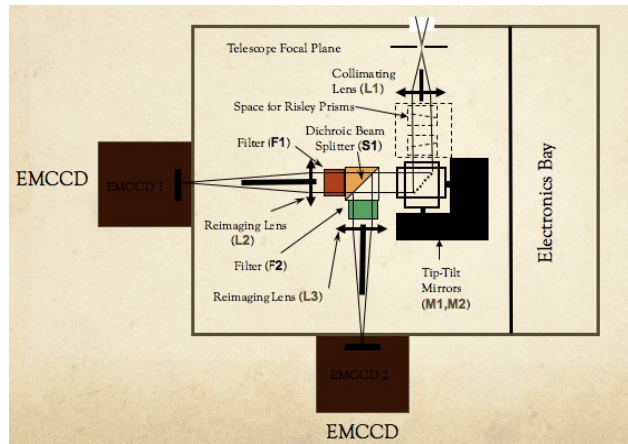 Telescope Focal Plane
Collimating
Lens (L1)
Space for Risley Prisms
Dichroic Beam
Splitter (S1)
Filter (F1)
EMCCD
EMCCD 1
Reimaging Lens
(L2)
Filter (F2)
Reimaging Lens (L3)
Tip-Tilt
Mirrors
(M1,M2)
Electronics Bay
EMCCD 2
EMCCD